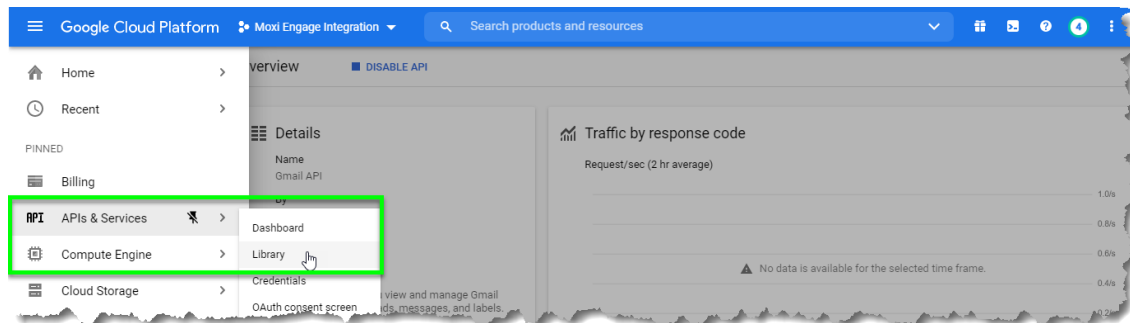 Google Cloud Platform Moxi Engage Integration Search products and resources 4
Home
Recent
PINNED
Billing
API APIs & Services
Compute Engine
Cloud Storage
Dashboard
Library
Credentials
OAuth consent screen
verview DISABLE API
Details
Name
Gmail API
By
view and manage Gmail
ds, messages, and labels.
Traffic by response code
Request/sec (2 hr average)
1.0/s
0.8/s
0.6/s
No data is available for the selected time frame.
0.4/s